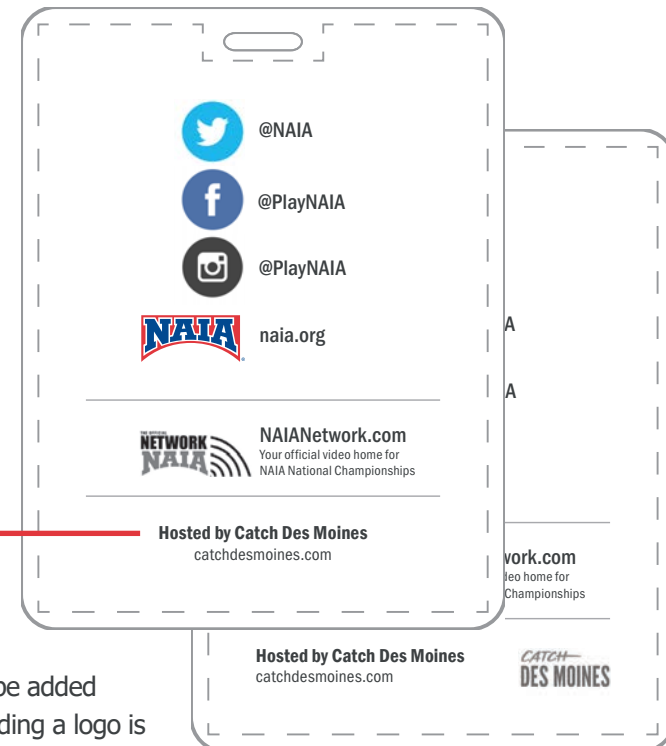 @NAIA
@PlayNAIA
@PlayNAIA
NAIA
naia.org
THE OFFICIAL
NETWORK
NAIA
NAIANetwork.com
Your official video home for
NAIA National Championships
Hosted by Catch Des Moines
catchdesmoines.com
A
A
work.com
deo home for
Championships
Hosted by Catch Des Moines
catchdesmoines.com
CATCH
DES MOINES
be added
ding a logo is